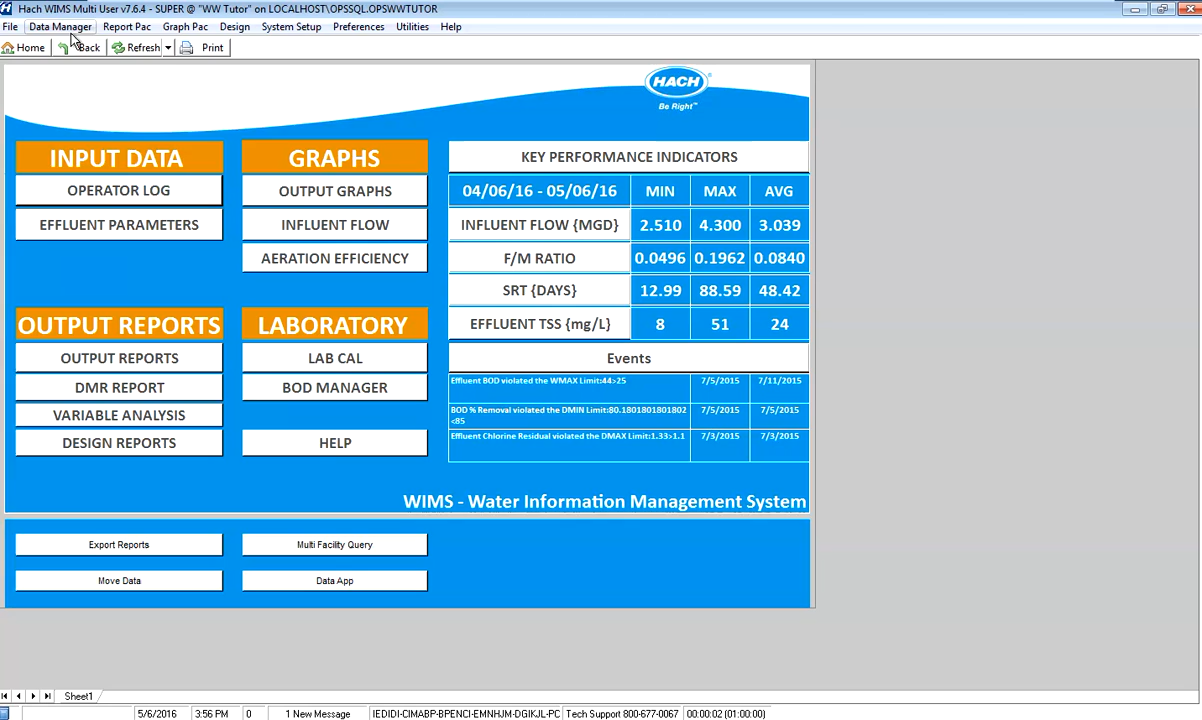 Hach WIMS Multi User v7.6.4 - SUPER @ "WW Tutor" on LOCALHOST\OPSSQL.OPSWWTUTOR
File Data Manager Report Pac Graph Pac Design System Setup Preferences Utilities Help
Home Back Refresh Print
HACH
Be Right™
INPUT DATA
OPERATOR LOG
EFFLUENT PARAMETERS
GRAPHS
OUTPUT GRAPHS
INFLUENT FLOW
AERATION EFFICIENCY
KEY PERFORMANCE INDICATORS
04/06/16 - 05/06/16 MIN MAX AVG
INFLUENT FLOW {MGD} 2.510 4.300 3.039
F/M RATIO 0.0496 0.1962 0.0840
SRT {DAYS} 12.99 88.59 48.42
EFFLUENT TSS {mg/L} 8 51 24
OUTPUT REPORTS
OUTPUT REPORTS
DMR REPORT
VARIABLE ANALYSIS
DESIGN REPORTS
LABORATORY
LAB CAL
BOD MANAGER
HELP
Events
Effluent BOD violated the WMAX Limit:44>25 7/5/2015 7/11/2015
BOD % Removal violated the DMIN Limit:80.1801801801802 7/5/2015 7/5/2015
<85
Effluent Chlorine Residual violated the DMAX Limit:1.33>1.1 7/3/2015 7/3/2015
WIMS - Water Information Management System
Export Reports Multi Facility Query
Move Data Data App
Sheet1
5/6/2016 3:56 PM 0 1 New Message IEDIDI-CIMABP-BPENCI-EMNHJM-DGIKJL-PC Tech Support 800-677-0067 00:00:02 (01:00:00)